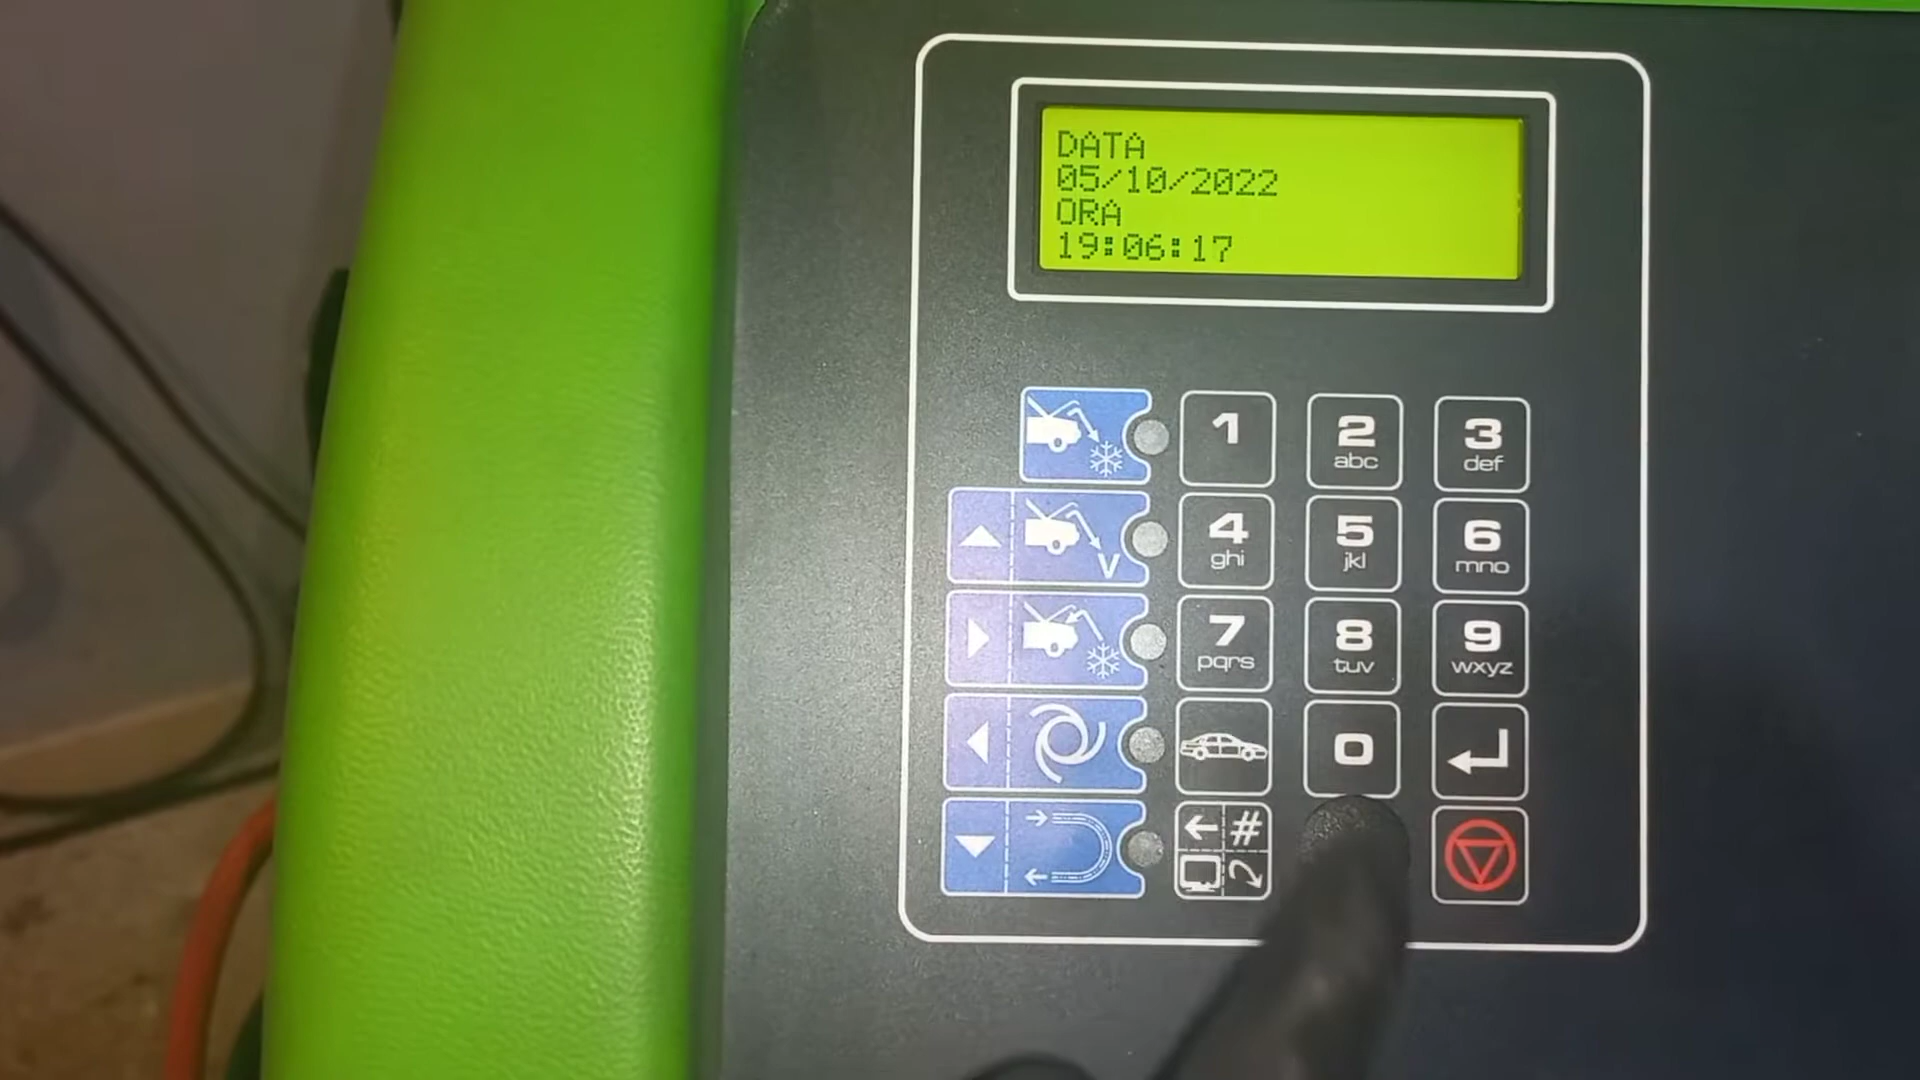 DATA
05/10/2022
ORA
19:06:17
1
2
abc
3
def
V
4
ghi
5
jkl
6
mno
7
pqrs
8
tuv
9
wxyz
0
#